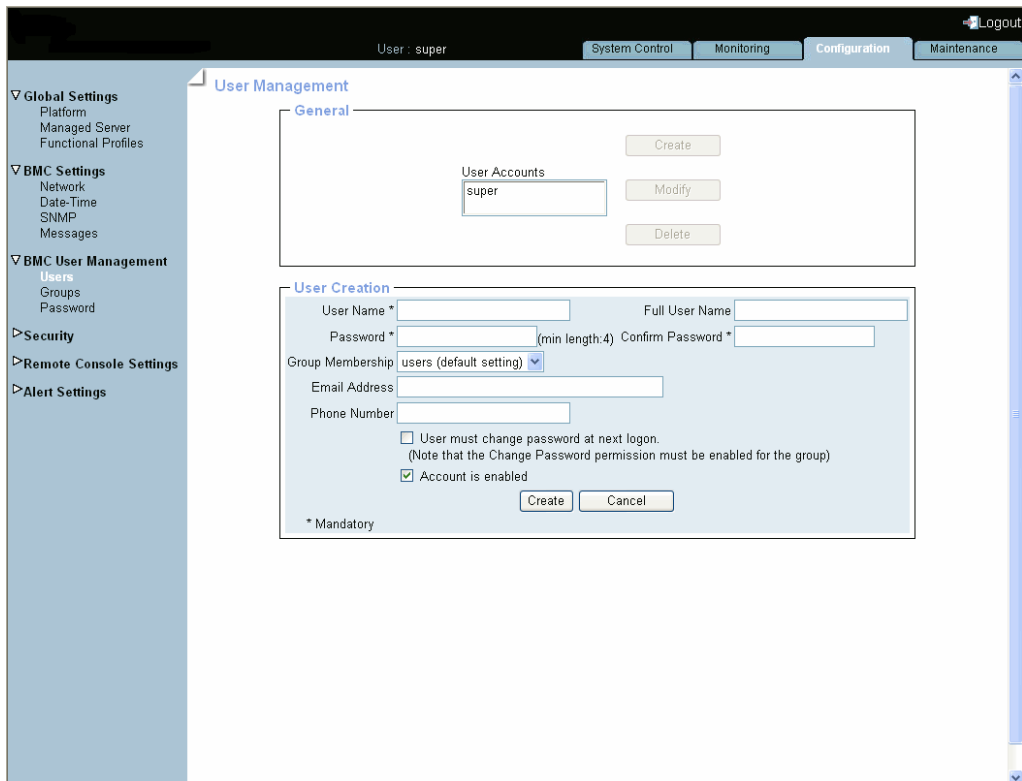 Logout
User : super
System Control
Monitoring
Configuration
Maintenance
Global Settings
Platform
Managed Server
Functional Profiles
BMC Settings
Network
Date-Time
SNMP
Messages
BMC User Management
Users
Groups
Password
Security
Remote Console Settings
Alert Settings
User Management
General
Create
User Accounts
super
Modify
Delete
User Creation
User Name *
Full User Name
Password *
(min length:4)
Confirm Password *
Group Membership
users (default setting)
Email Address
Phone Number
User must change password at next logon.
(Note that the Change Password permission must be enabled for the group)
Account is enabled
Create
Cancel
* Mandatory